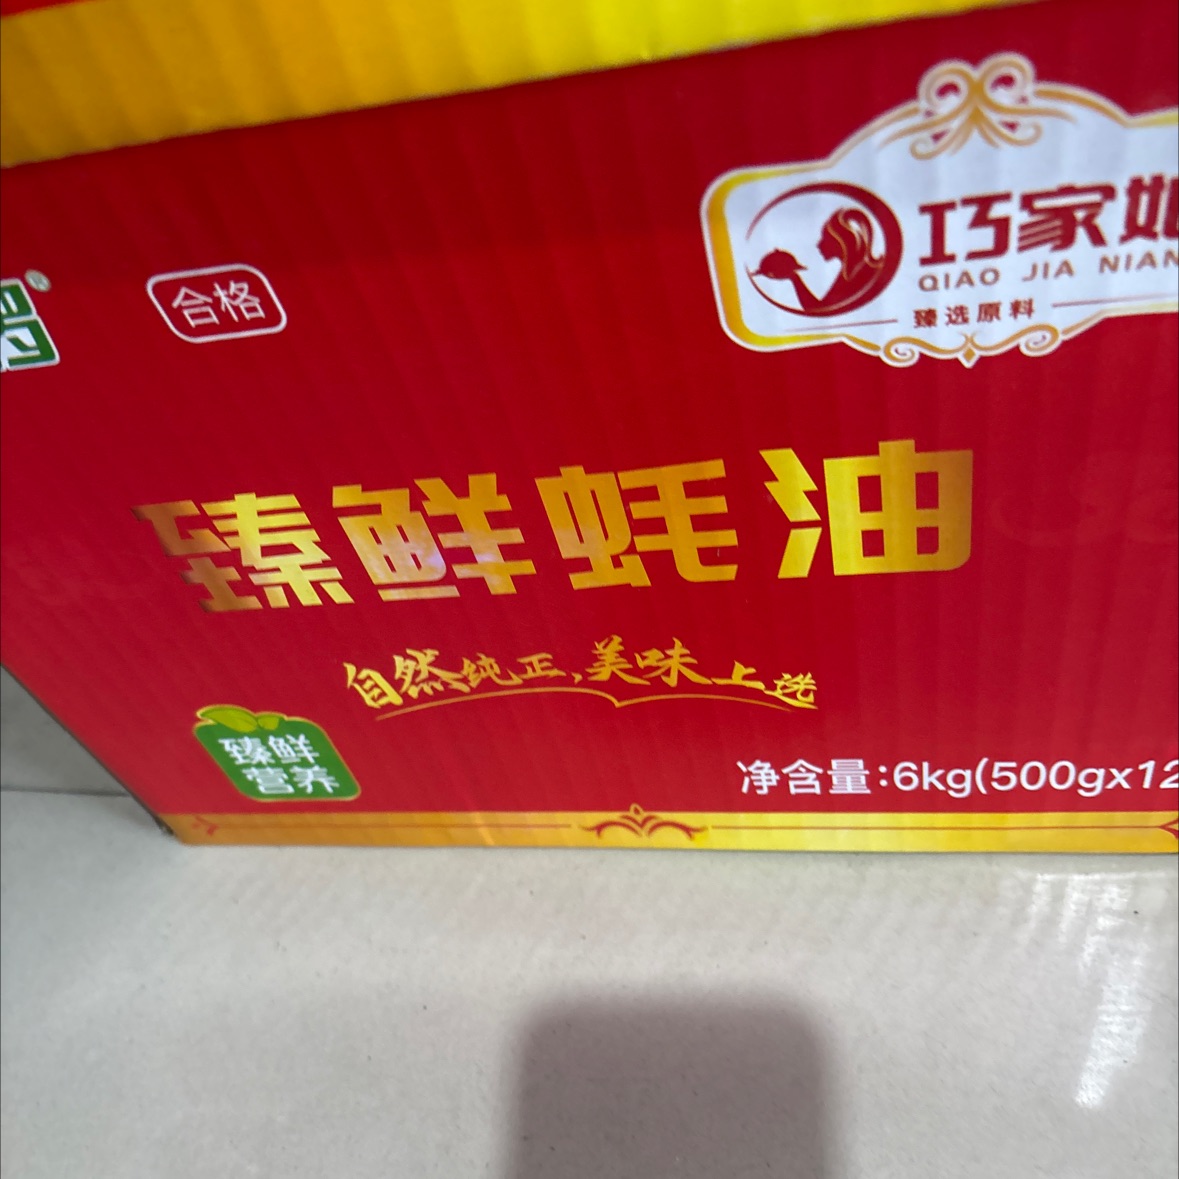 合格
巧家
QIAO JIA NIAN
臻选原料
臻鲜蚝油
自然纯正,美味上选
臻鲜
营养
净含量:6kg(500gx12